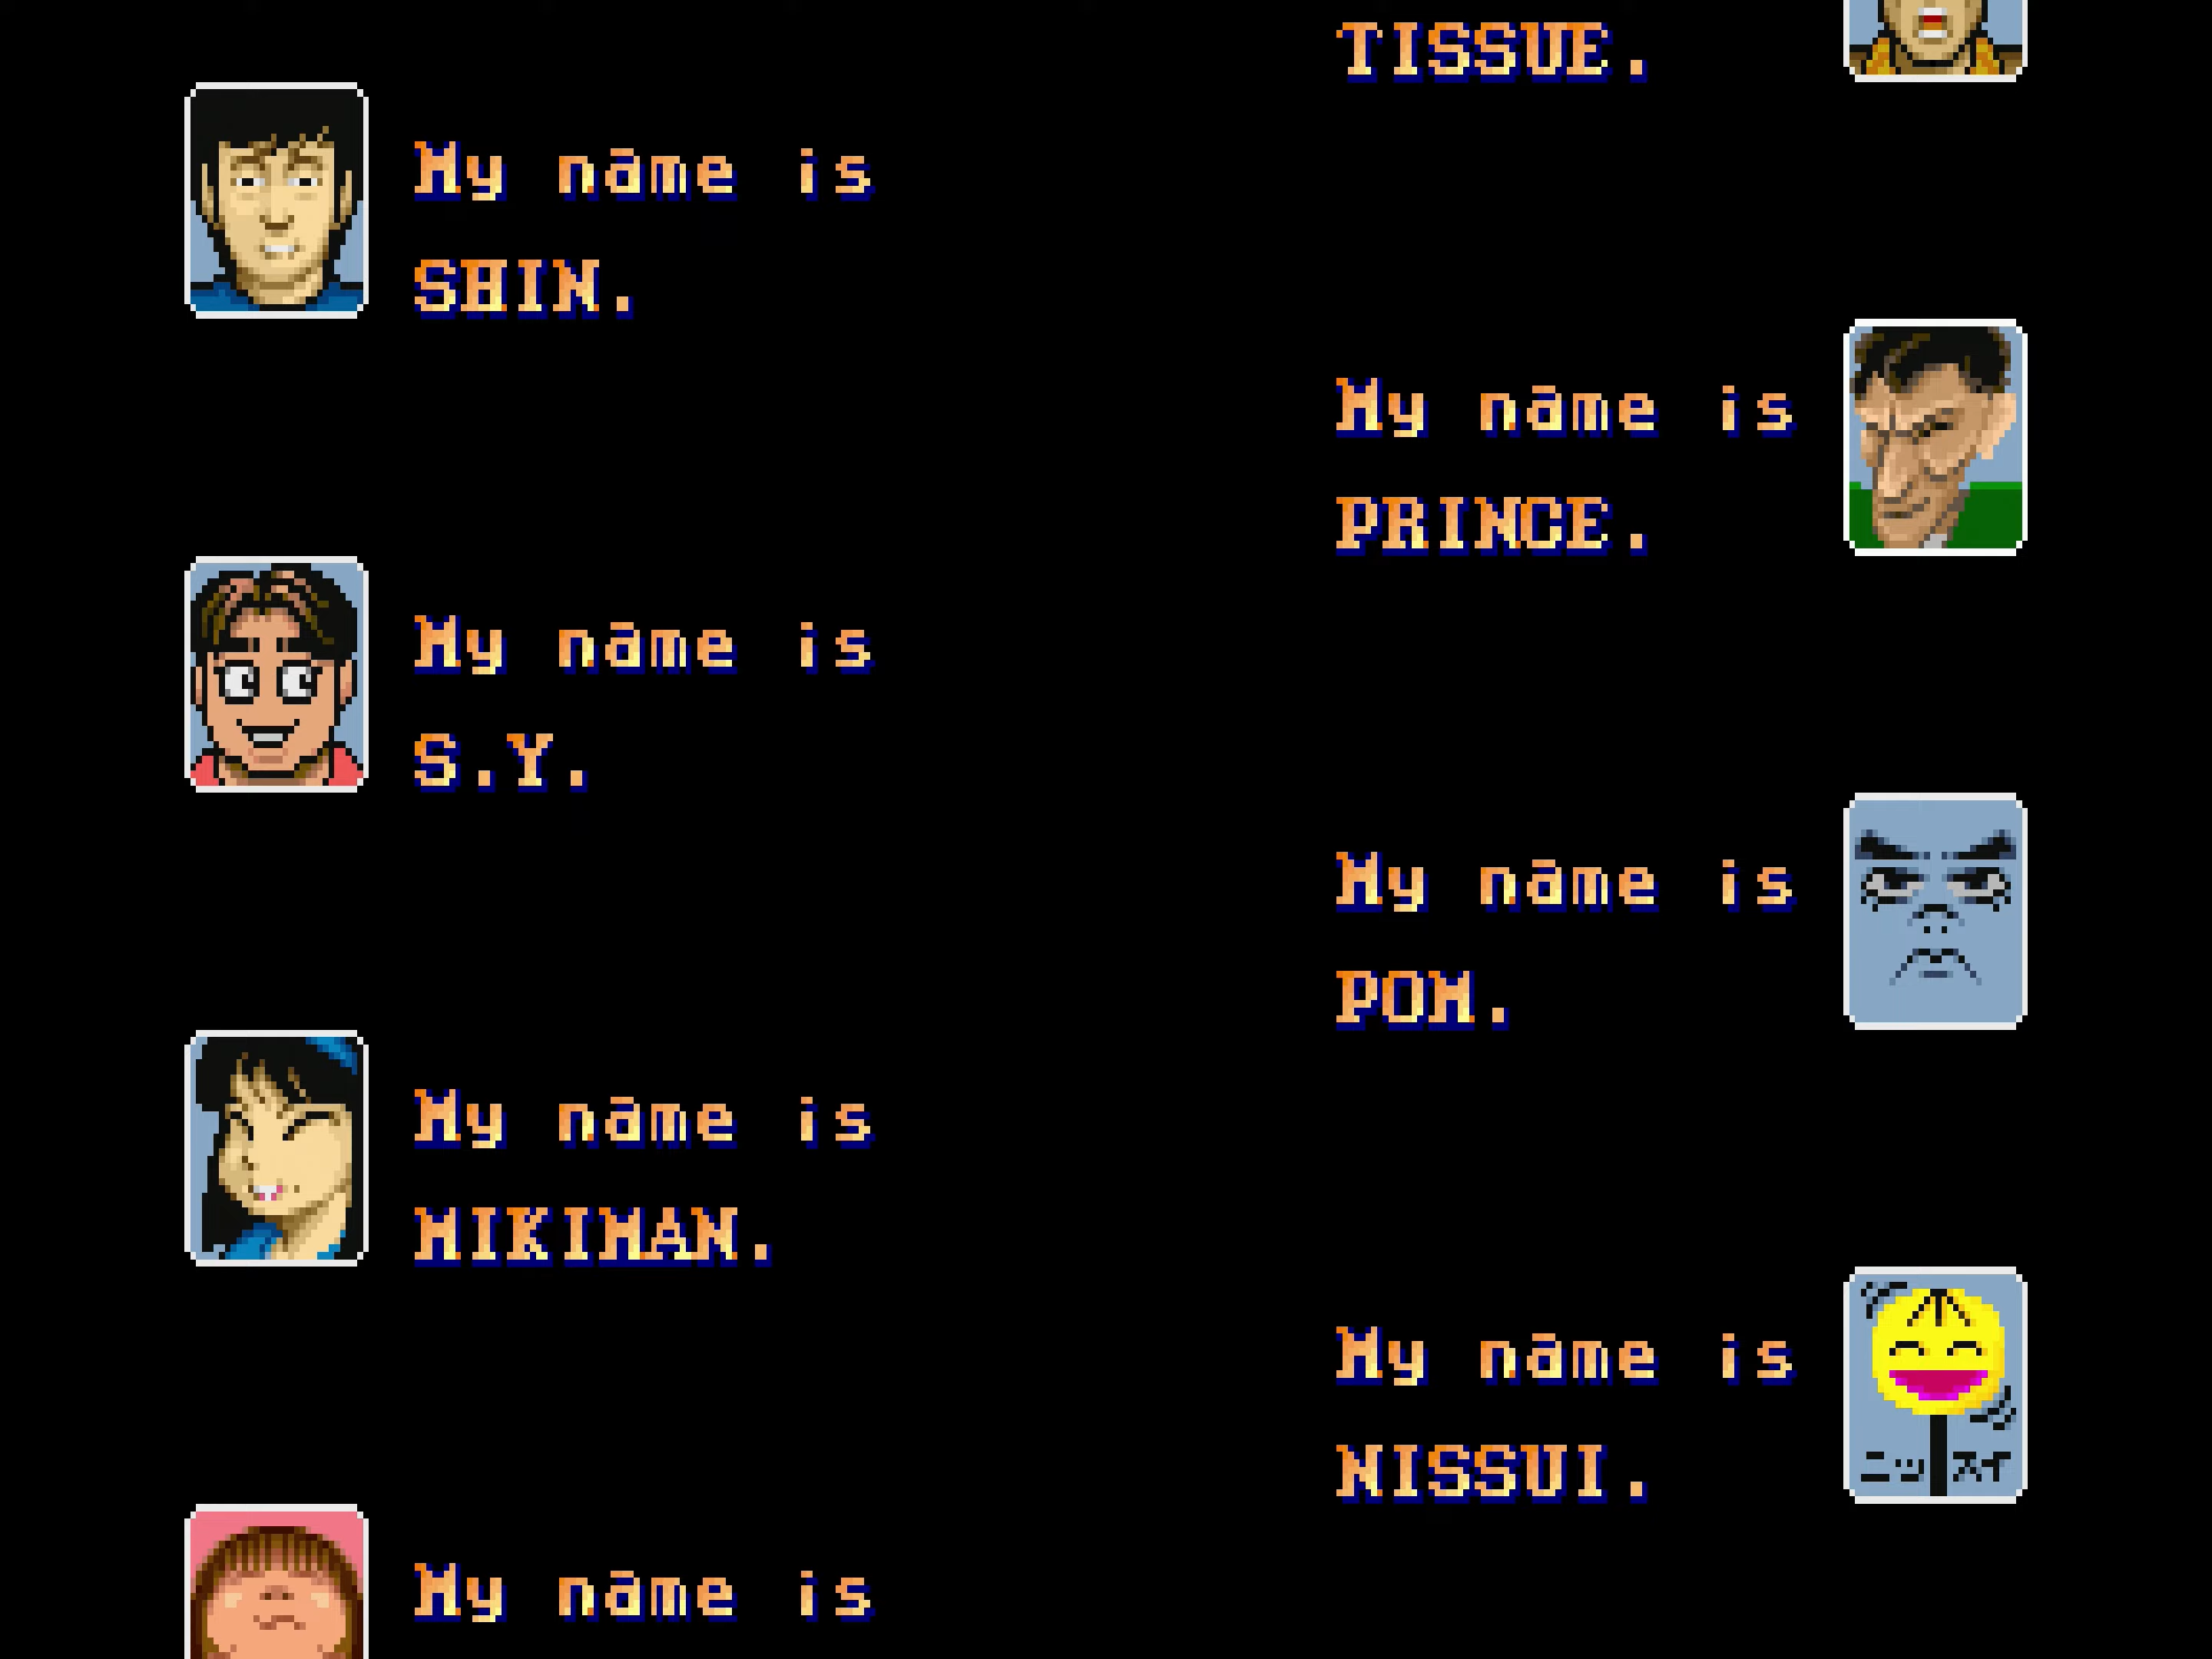 TISSUE.
My name is
SHIN.
My name is
PRINCE.
My name is
S.Y.
My name is
POM.
My name is
MIKIMAN.
My name is
NISSUI.
ニッスイ
My name is